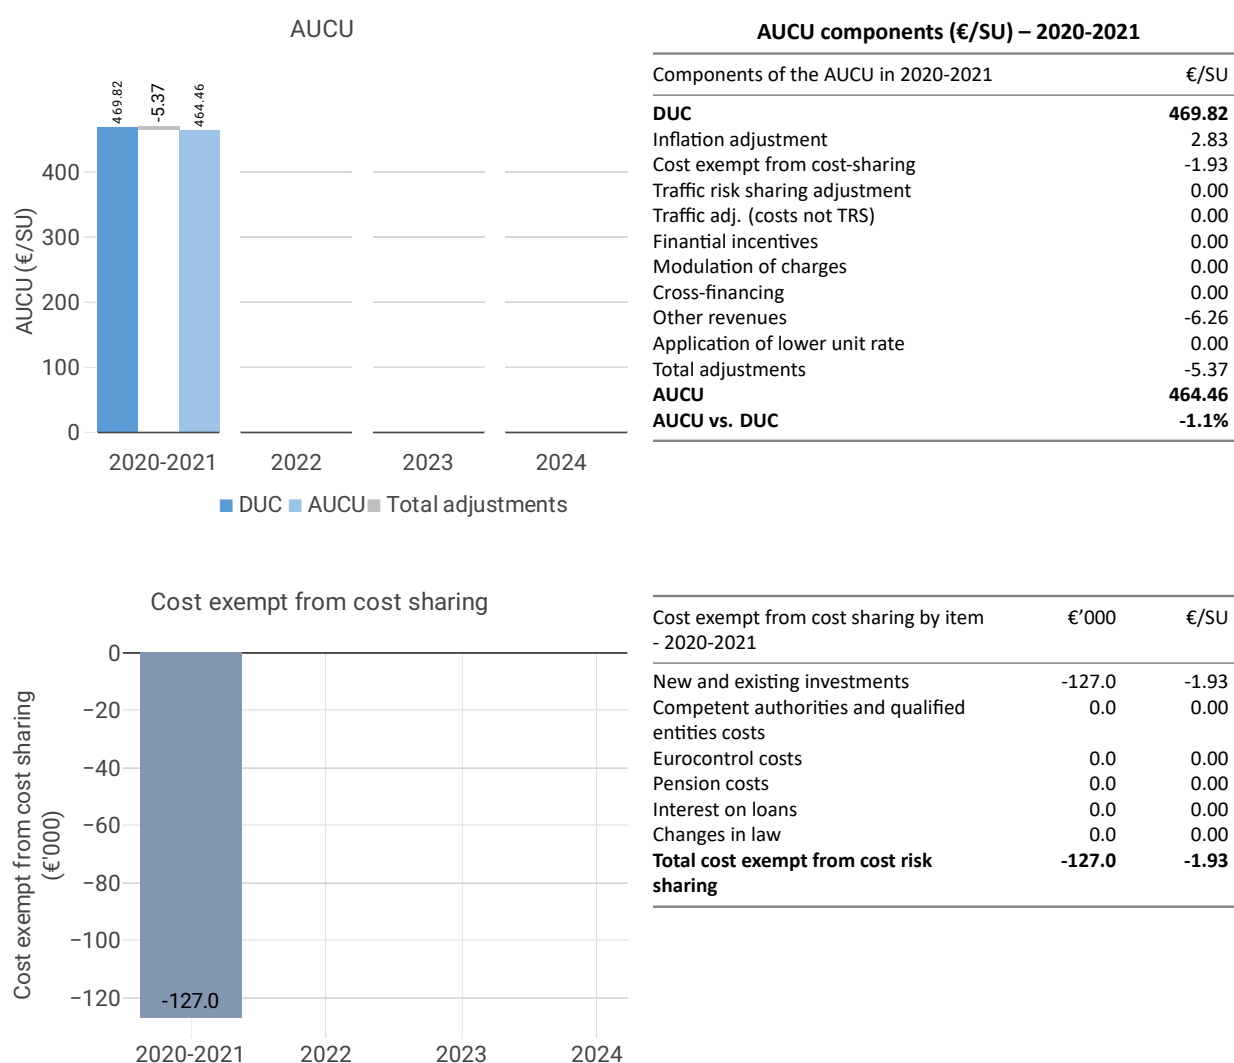 AUCU
469.82
-5.37
464.46
400
300
200
100
0
AUCU (€/SU)
2020-2021 2022 2023 2024
DUC AUCU Total adjustments
AUCU components (€/SU) – 2020-2021
Components of the AUCU in 2020-2021 €/SU
DUC 469.82
Inflation adjustment 2.83
Cost exempt from cost-sharing -1.93
Traffic risk sharing adjustment 0.00
Traffic adj. (costs not TRS) 0.00
Finantial incentives 0.00
Modulation of charges 0.00
Cross-financing 0.00
Other revenues -6.26
Application of lower unit rate 0.00
Total adjustments -5.37
AUCU 464.46
AUCU vs. DUC -1.1%
Cost exempt from cost sharing
0
−20
−40
−60
−80
−100
−120
Cost exempt from cost sharing
(€'000)
-127.0
2020-2021 2022 2023 2024
Cost exempt from cost sharing by item €’000 €/SU
- 2020-2021
New and existing investments -127.0 -1.93
Competent authorities and qualified 0.0 0.00
entities costs
Eurocontrol costs 0.0 0.00
Pension costs 0.0 0.00
Interest on loans 0.0 0.00
Changes in law 0.0 0.00
Total cost exempt from cost risk -127.0 -1.93
sharing